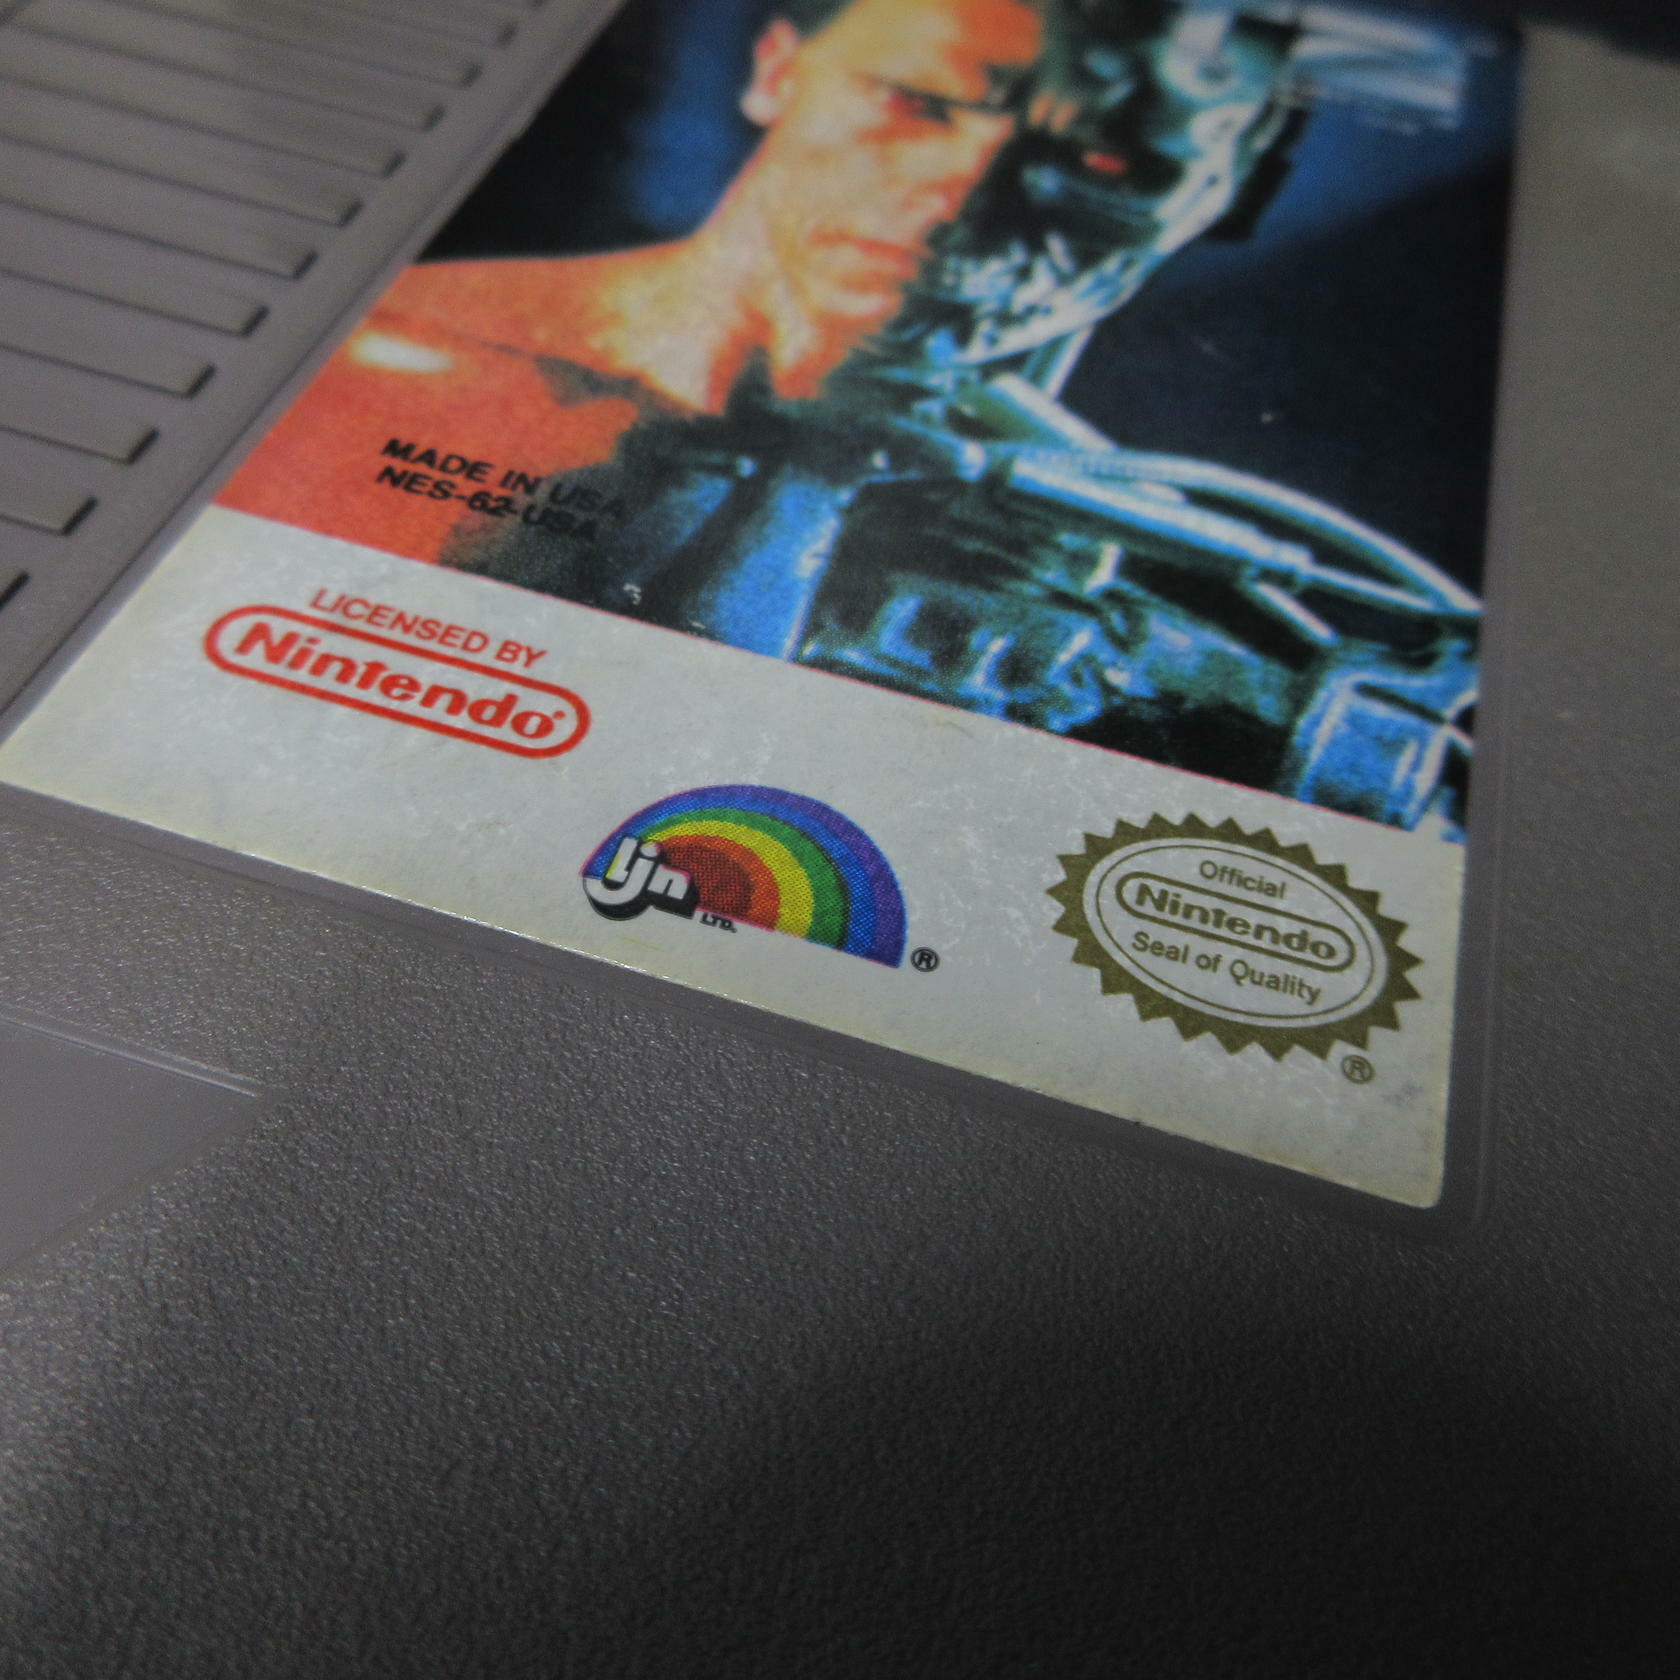 MADE IN USA
NES-62-USA
LICENSED BY
Nintendo®
ljn
LTD.
®
Official
Nintendo
Seal of Quality
®